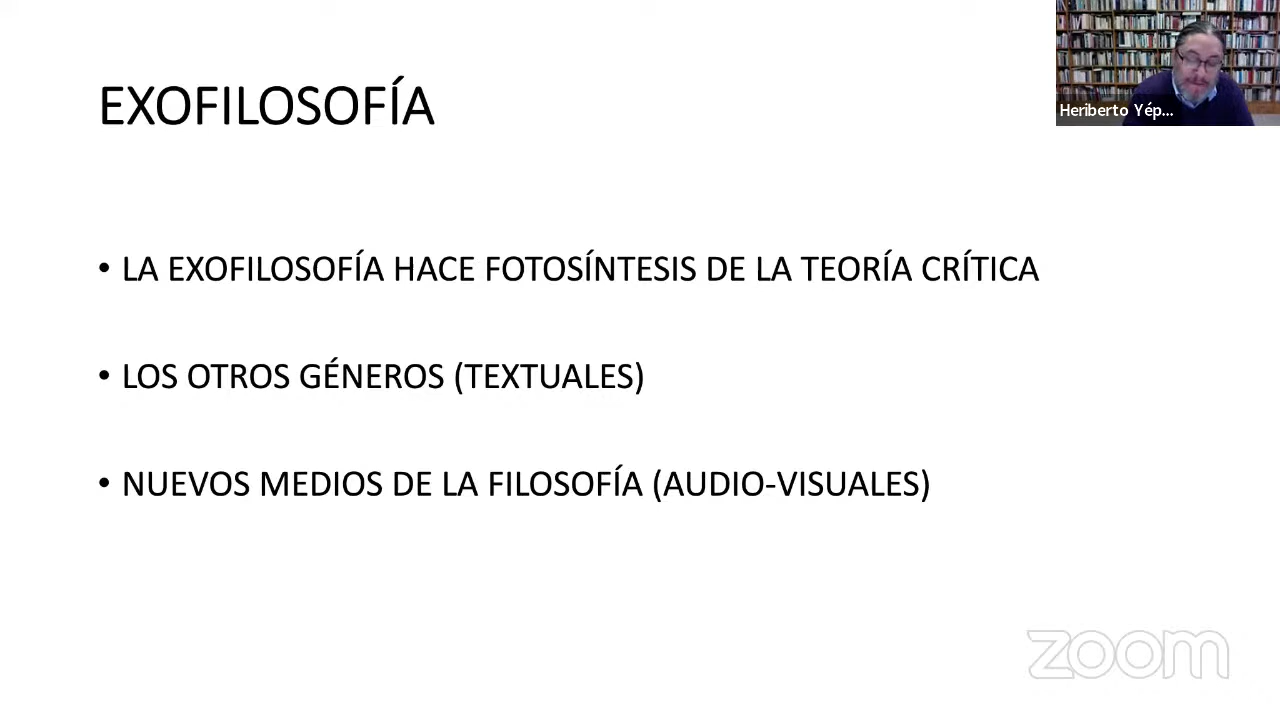 EXOFILOSOFÍA
Heriberto Yép...
• LA EXOFILOSOFÍA HACE FOTOSÍNTESIS DE LA TEORÍA CRÍTICA
• LOS OTROS GÉNEROS (TEXTUALES)
• NUEVOS MEDIOS DE LA FILOSOFÍA (AUDIO-VISUALES)
zoom